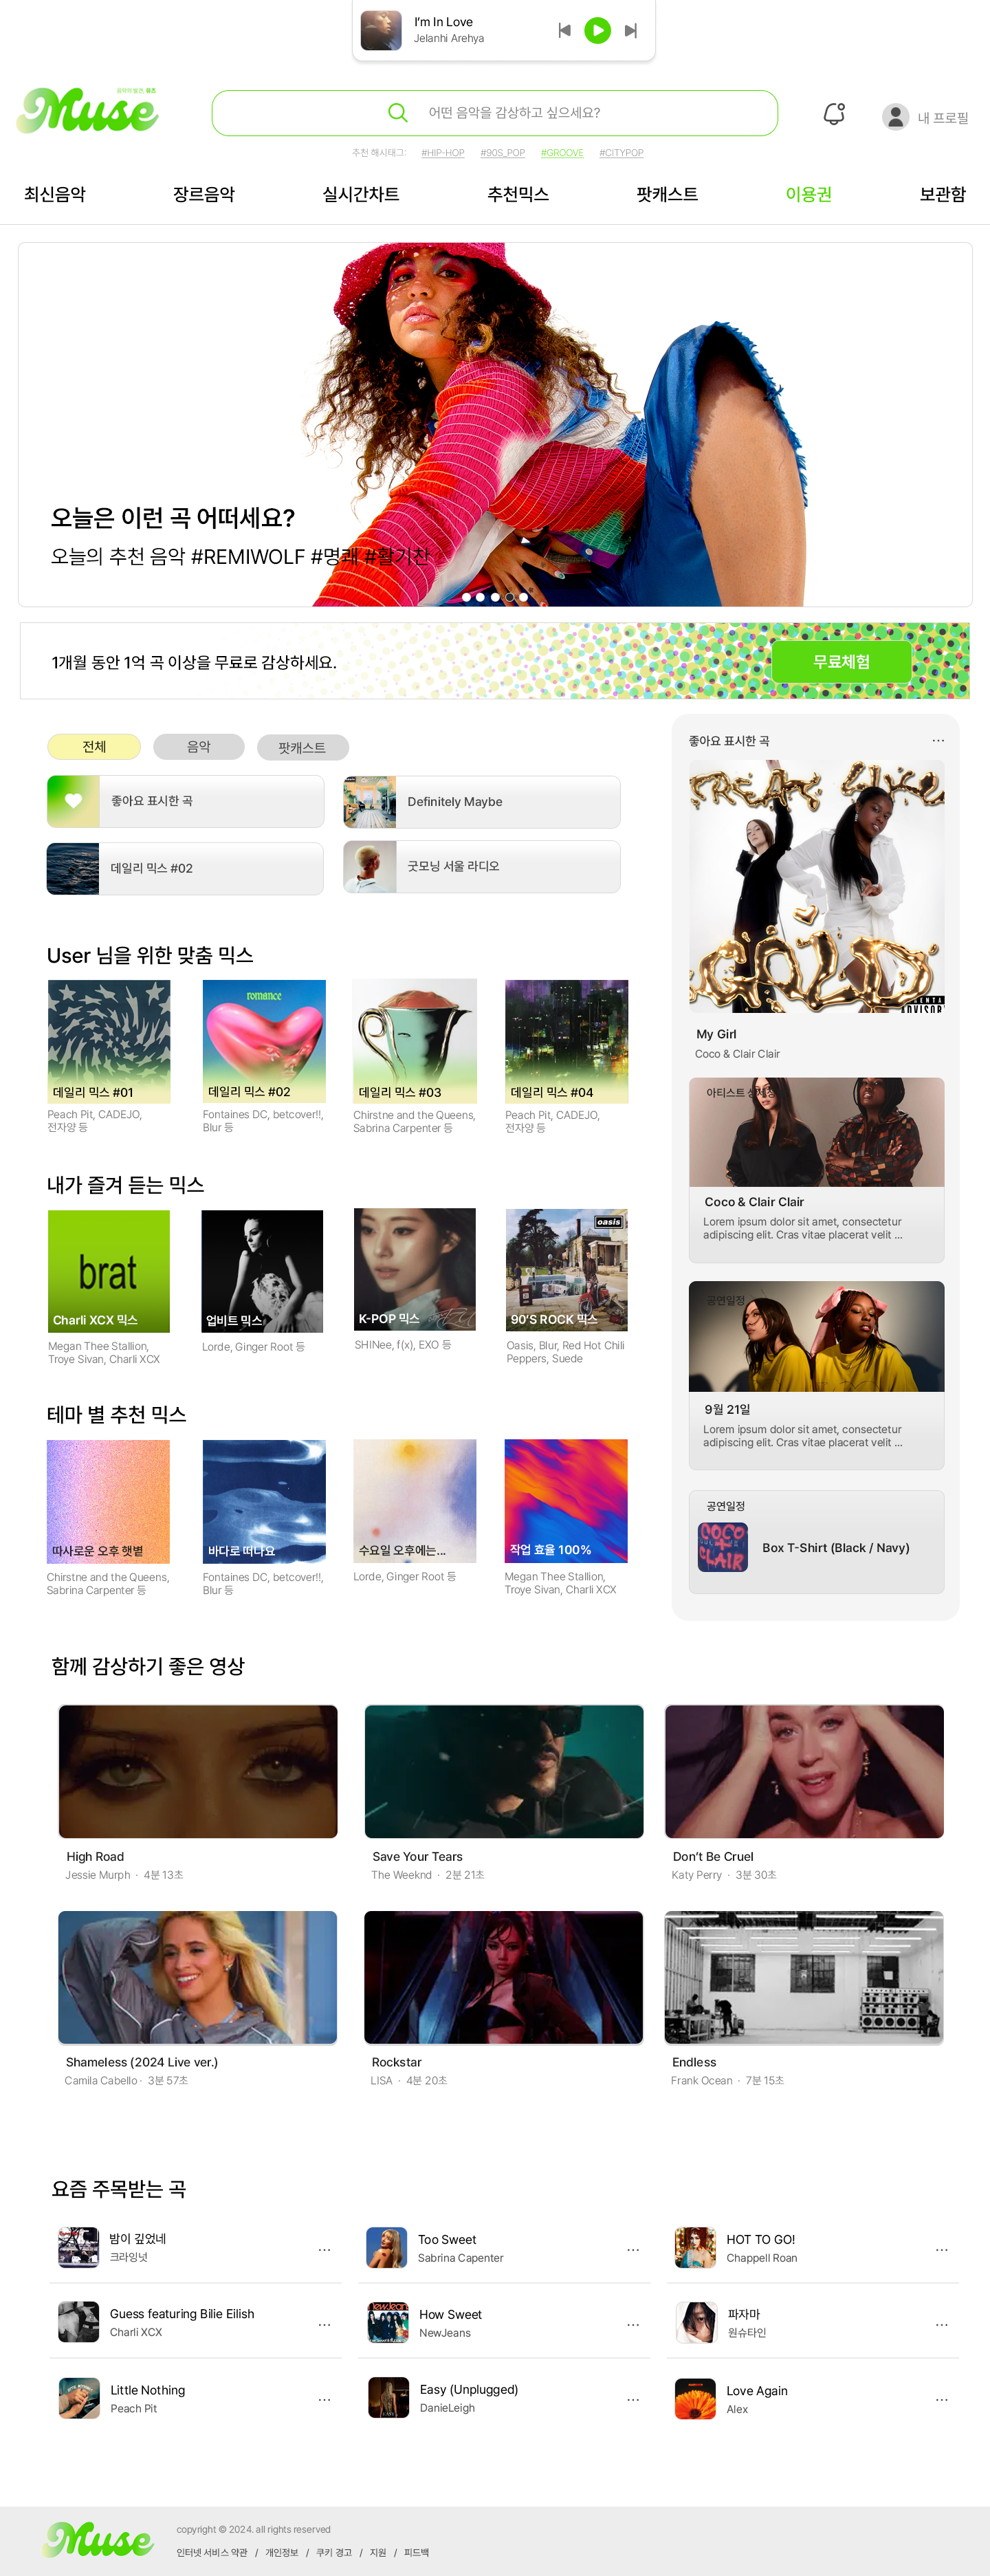 I'm In Love
Jelanhi Arehya
음악의 발견, 뮤즈
Muse
어떤 음악을 감상하고 싶으세요?
내 프로필
추천 해시태그: #HIP-HOP #90S_POP #GROOVE #CITYPOP
최신음악 장르음악 실시간차트 추천믹스 팟캐스트 이용권 보관함
오늘은 이런 곡 어떠세요?
오늘의 추천 음악 #REMIWOLF #명쾌 #활기찬
1개월 동안 1억 곡 이상을 무료로 감상하세요.
무료체험
전체 음악 팟캐스트
좋아요 표시한 곡
Definitely Maybe
데일리 믹스 #02
굿모닝 서울 라디오
User 님을 위한 맞춤 믹스
데일리 믹스 #01
Peach Pit, CADEJO,
전자양 등
romance
데일리 믹스 #02
Fontaines DC, betcover!!,
Blur 등
데일리 믹스 #03
Chirstne and the Queens,
Sabrina Carpenter 등
데일리 믹스 #04
Peach Pit, CADEJO,
전자양 등
내가 즐겨 듣는 믹스
brat
Charli XCX 믹스
Megan Thee Stallion,
Troye Sivan, Charli XCX
업비트 믹스
Lorde, Ginger Root 등
K-POP 믹스
SHINee, f(x), EXO 등
oasis
90'S ROCK 믹스
Oasis, Blur, Red Hot Chili
Peppers, Suede
테마 별 추천 믹스
따사로운 오후 햇볕
Chirstne and the Queens,
Sabrina Carpenter 등
바다로 떠나요
Fontaines DC, betcover!!,
Blur 등
수요일 오후에는...
Lorde, Ginger Root 등
작업 효율 100%
Megan Thee Stallion,
Troye Sivan, Charli XCX
좋아요 표시한 곡
...
TREAT LIKE
GOLD
My Girl
Coco & Clair Clair
아티스트 상세정보
Coco & Clair Clair
Lorem ipsum dolor sit amet, consectetur
adipiscing elit. Cras vitae placerat velit ...
공연일정
9월 21일
Lorem ipsum dolor sit amet, consectetur
adipiscing elit. Cras vitae placerat velit ...
공연일정
COCO
CLAIR
Box T-Shirt (Black / Navy)
함께 감상하기 좋은 영상
High Road
Jessie Murph · 4분 13초
Save Your Tears
The Weeknd · 2분 21초
Don't Be Cruel
Katy Perry · 3분 30초
Shameless (2024 Live ver.)
Camila Cabello · 3분 57초
Rockstar
LISA · 4분 20초
Endless
Frank Ocean · 7분 15초
요즘 주목받는 곡
밤이 깊었네
크라잉넛
...
Too Sweet
Sabrina Capenter
...
HOT TO GO!
Chappell Roan
...
Guess featuring Bilie Eilish
Charli XCX
...
How Sweet
NewJeans
...
파자마
원슈타인
...
Little Nothing
Peach Pit
...
Easy (Unplugged)
DanieLeigh
...
Love Again
Alex
...
Muse
copyright © 2024. all rights reserved
인터넷 서비스 약관 / 개인정보 / 쿠키 경고 / 지원 / 피드백